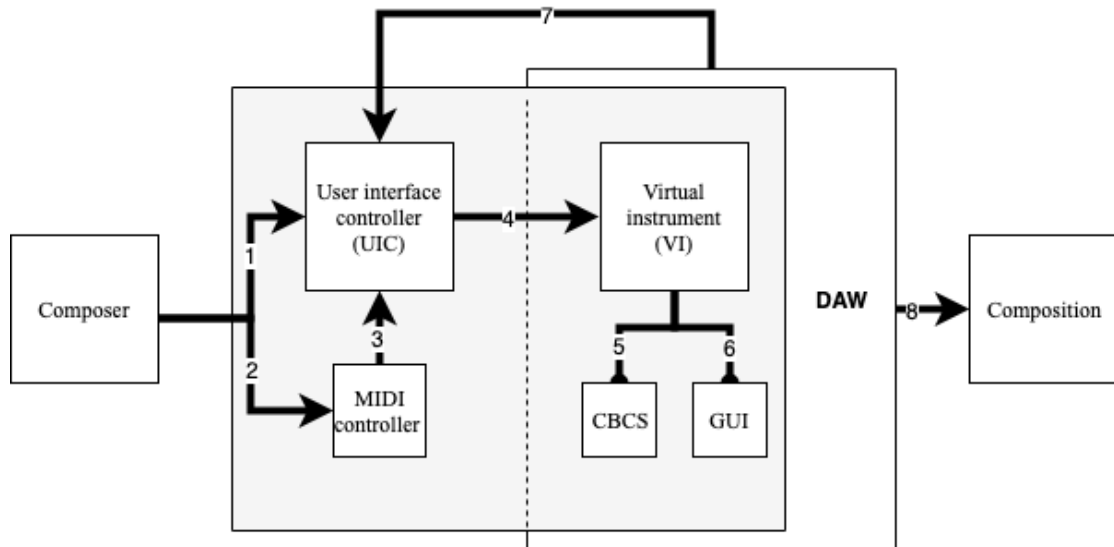 7
User interface
controller
(UIC)
Virtual
instrument
(VI)
4
1
Composer
DAW
8
Composition
3
5
6
2
MIDI
controller
CBCS
GUI